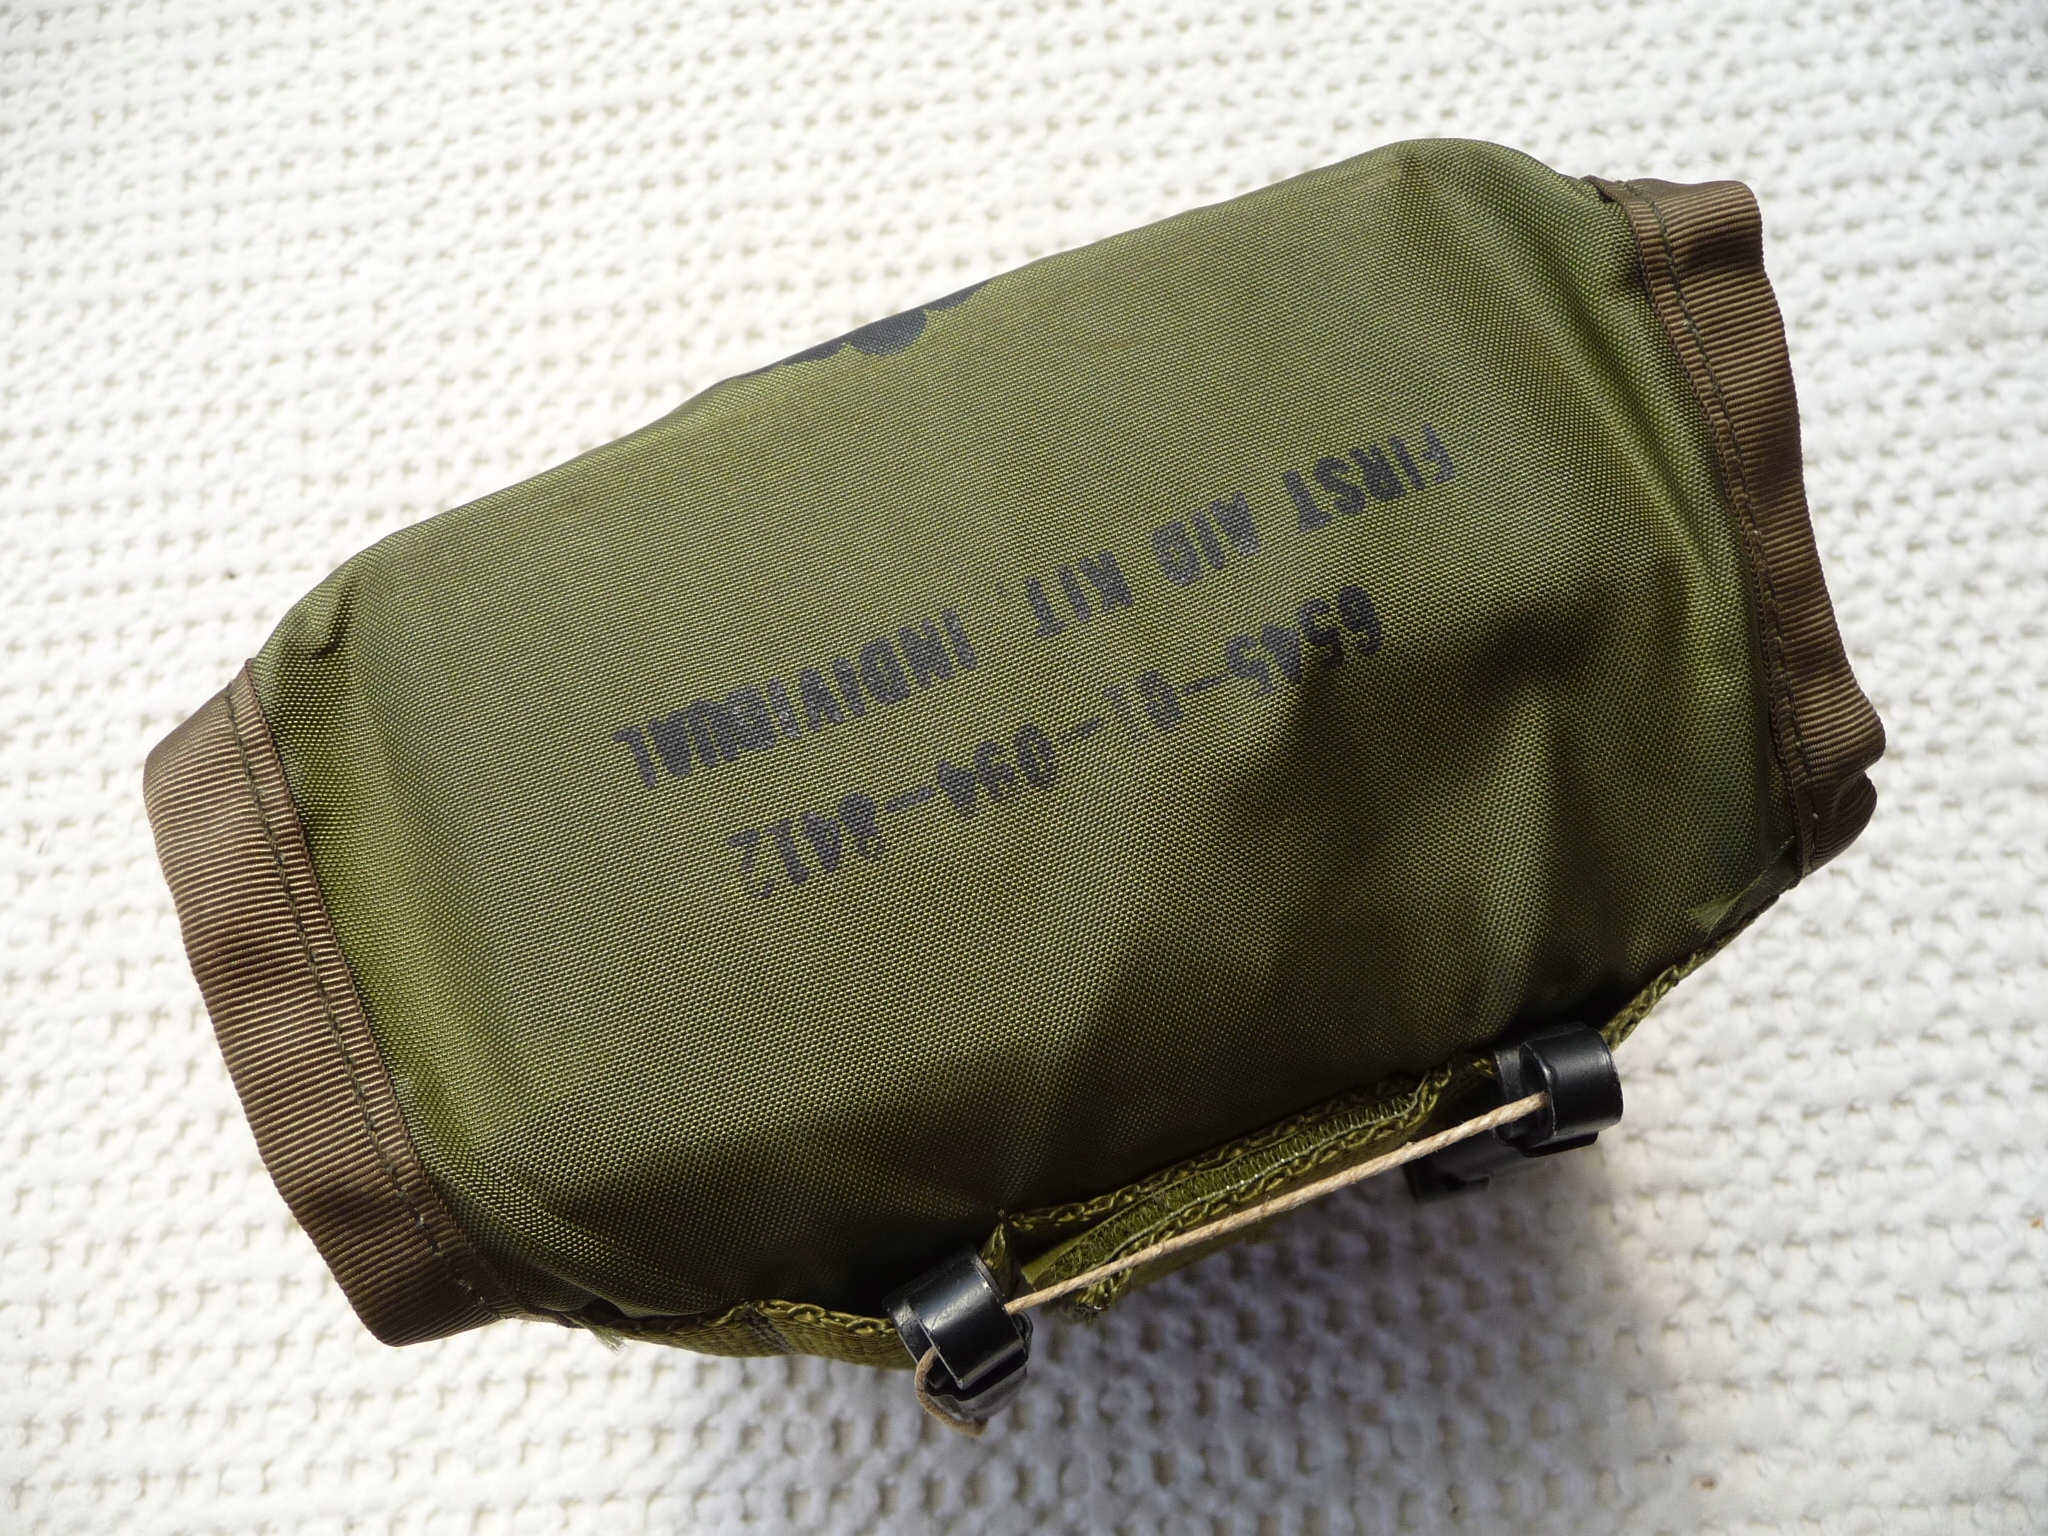 FIRST AID KIT, INDIVIDUAL
6545-01-094-8412